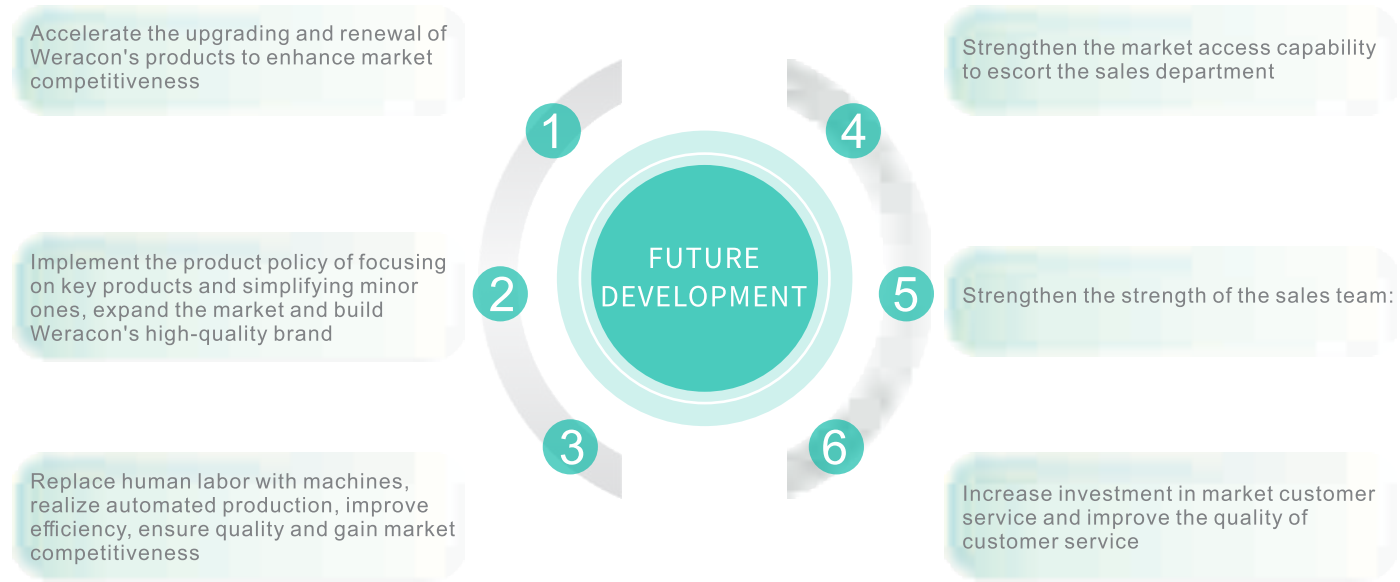 Accelerate the upgrading and renewal of
Weracon's products to enhance market
competitiveness
1
Implement the product policy of focusing
on key products and simplifying minor
ones, expand the market and build
Weracon's high-quality brand
2
Replace human labor with machines,
realize automated production, improve
efficiency, ensure quality and gain market
competitiveness
3
FUTURE
DEVELOPMENT
4
Strengthen the market access capability
to escort the sales department
5
Strengthen the strength of the sales team:
6
Increase investment in market customer
service and improve the quality of
customer service